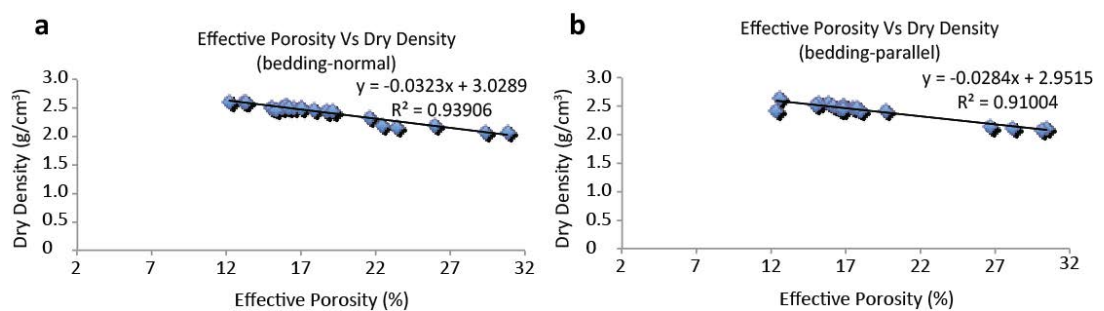 a
Effective Porosity Vs Dry Density
(bedding-normal)
y = -0.0323x + 3.0289
R² = 0.93906
Dry Density (g/cm³)
3.0
2.5
2.0
1.5
1.0
0.5
0
2 7 12 17 22 27 32
Effective Porosity (%)
b
Effective Porosity Vs Dry Density
(bedding-parallel)
y = -0.0284x + 2.9515
R² = 0.91004
Dry Density (g/cm³)
3.0
2.5
2.0
1.5
1.0
0.5
0
2 7 12 17 22 27 32
Effective Porosity (%)